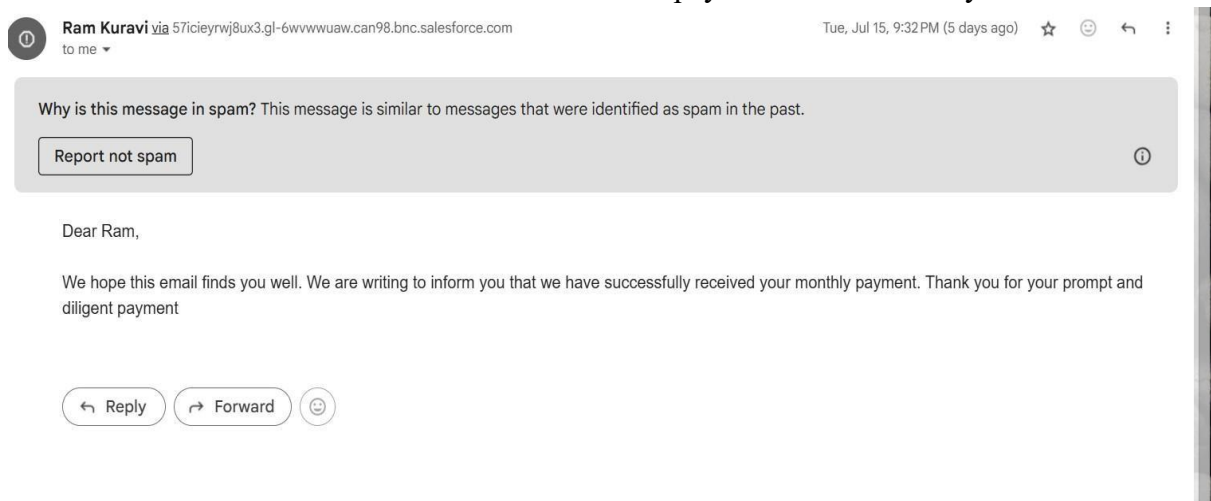 Ram Kuravi via 57icieyrwj8ux3.gl-6wvwwuaw.can98.bnc.salesforce.com Tue, Jul 15, 9:32 PM (5 days ago)
to me
Why is this message in spam? This message is similar to messages that were identified as spam in the past.
Report not spam
Dear Ram,
We hope this email finds you well. We are writing to inform you that we have successfully received your monthly payment. Thank you for your prompt and
diligent payment
Reply Forward